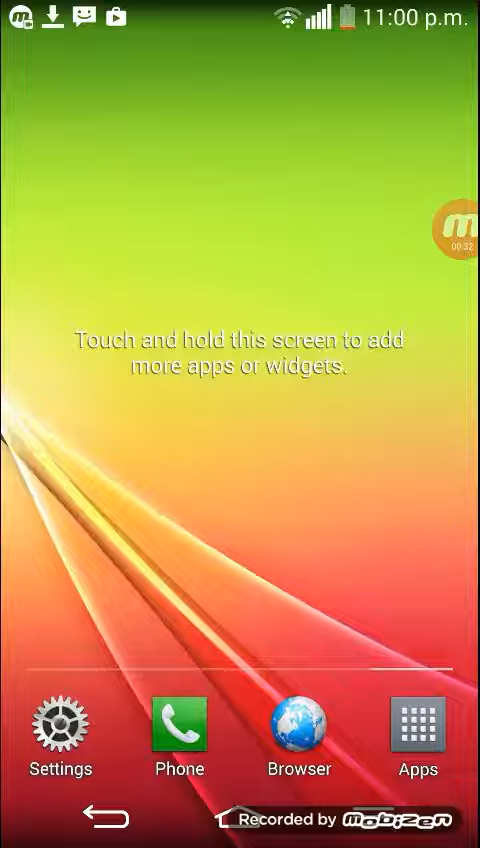 11:00 p.m.
00:32
Touch and hold this screen to add
more apps or widgets.
Settings
Phone
Browser
Apps
Recorded by mobizen